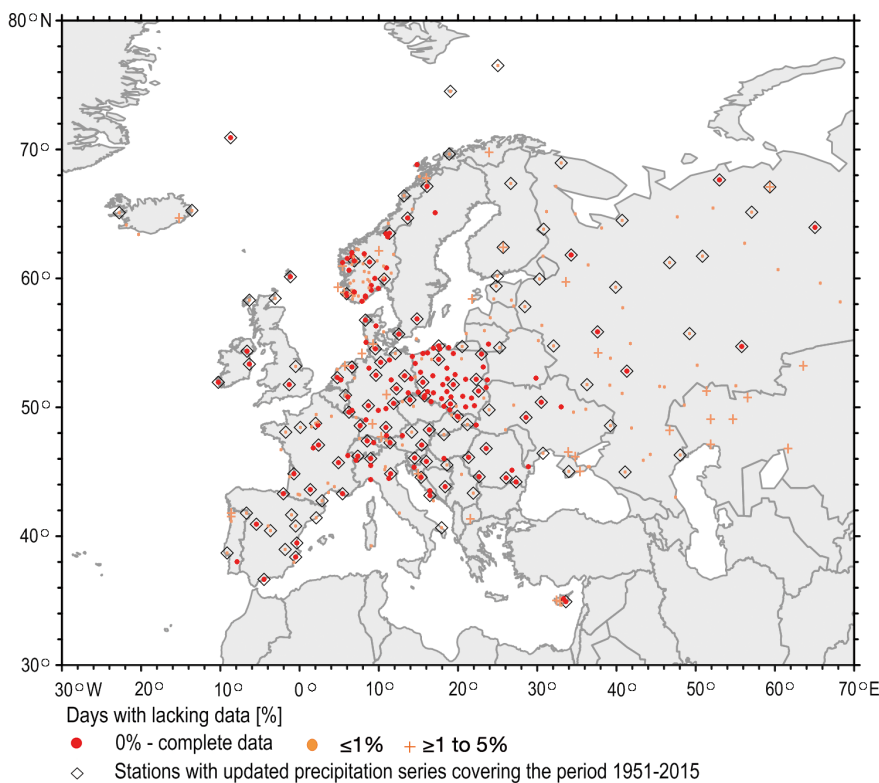 80°N
70°
60°
50°
40°
30°
30°W 20° 10° 0° 10° 20° 30° 40° 50° 60° 70°E
Days with lacking data [%]
0% - complete data ≤1% ≥1 to 5%
Stations with updated precipitation series covering the period 1951-2015